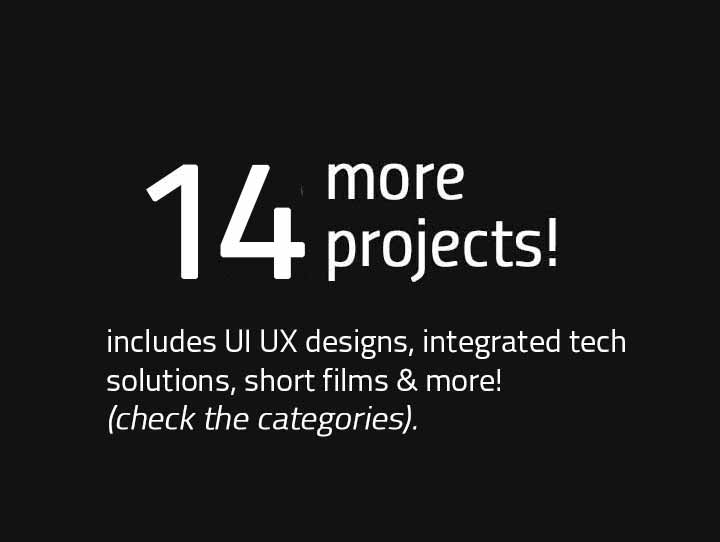 14 more
projects!
includes UI UX designs, integrated tech
solutions, short films & more!
(check the categories).